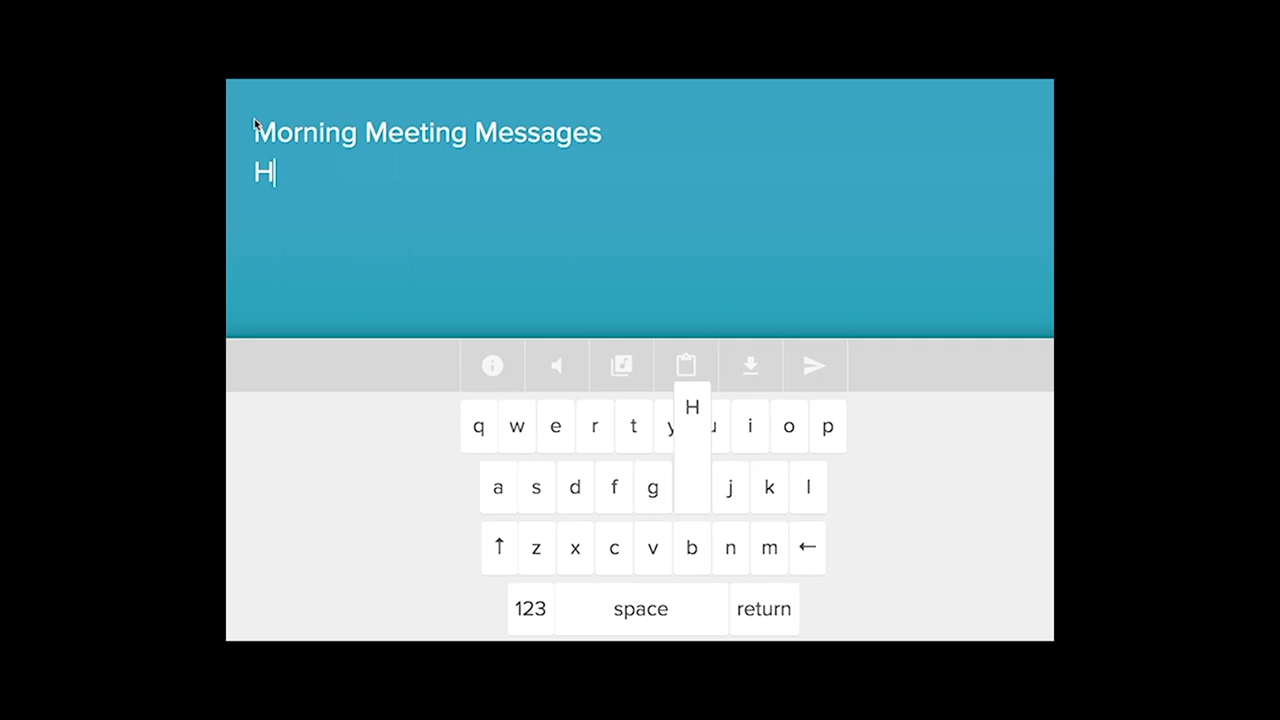 Morning Meeting Messages
H
H
q w e r t y u i o p
a s d f g j k l
↑ z x c v b n m ←
123 space return